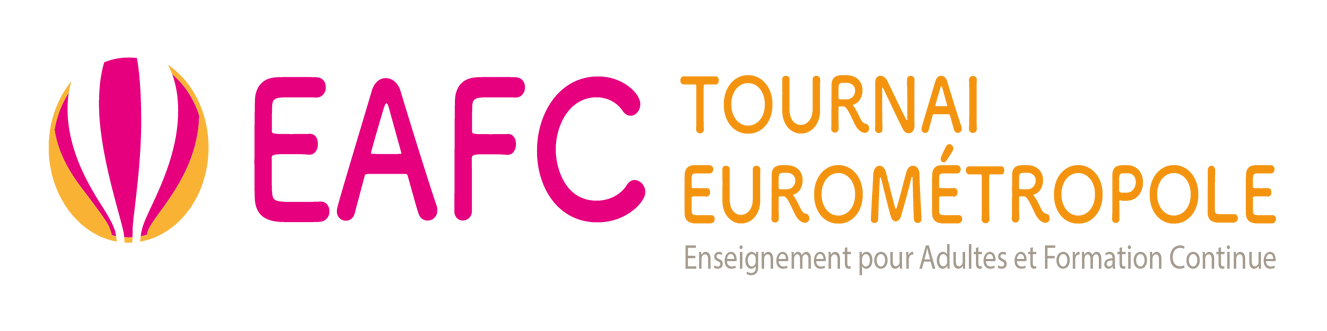 EAFC
TOURNAI
EUROMÉTROPOLE
Enseignement pour Adultes et Formation Continue